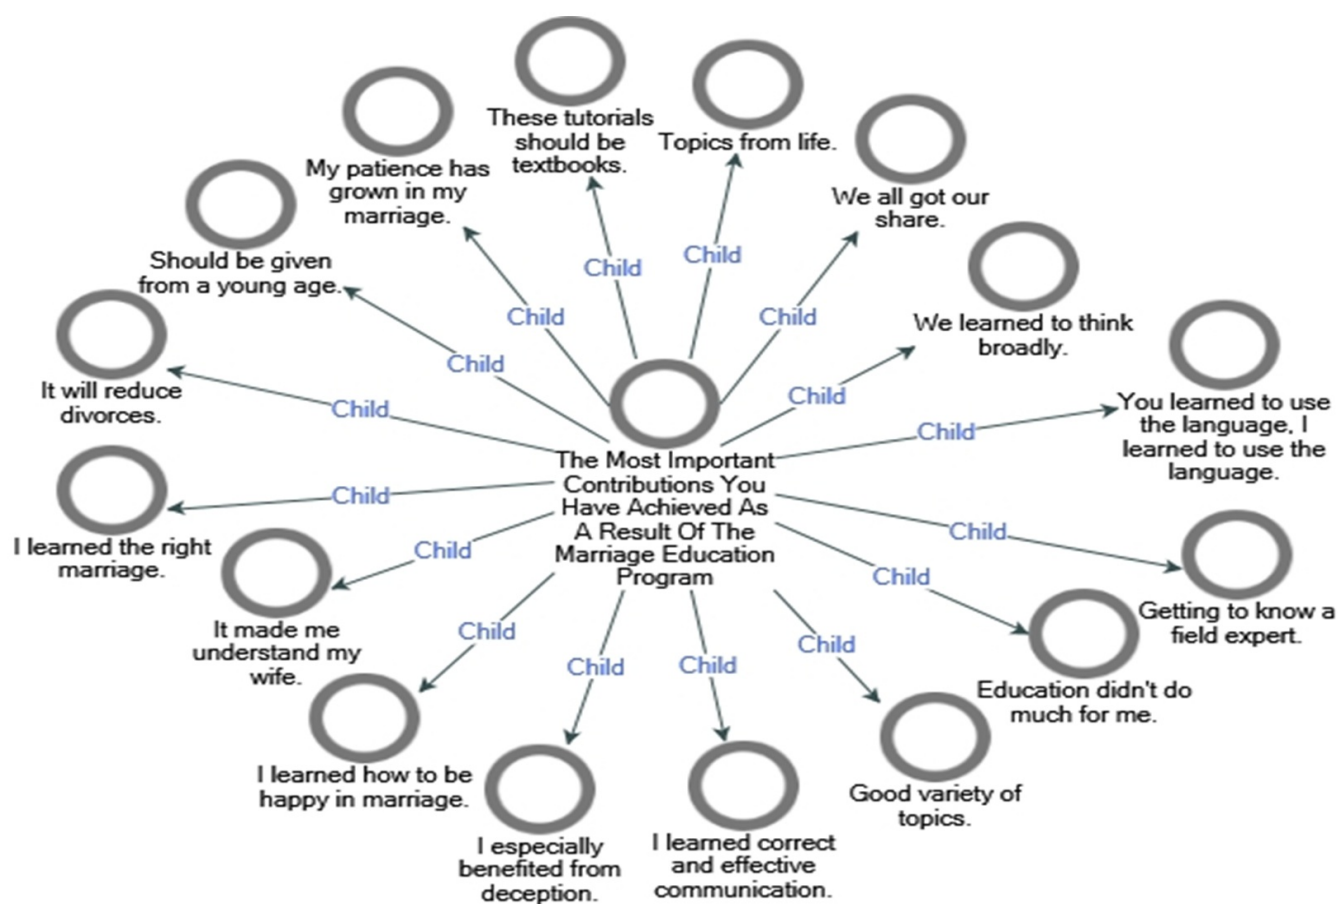 These tutorials
should be
textbooks.
Topics from life.
My patience has
grown in my
marriage.
We all got our
share.
Should be given
from a young age.
We learned to think
broadly.
It will reduce
divorces.
You learned to use
the language, I
learned to use the
language.
Child
Child
Child
Child
Child
Child
Child
Child
The Most Important
Contributions You
Have Achieved As
A Result Of The
Marriage Education
Program
Child
Child
Child
Child
Child
Child
Child
Child
I learned the right
marriage.
Getting to know a
field expert.
It made me
understand my
wife.
Education didn't do
much for me.
I learned how to be
happy in marriage.
Good variety of
topics.
I especially
benefited from
deception.
I learned correct
and effective
communication.